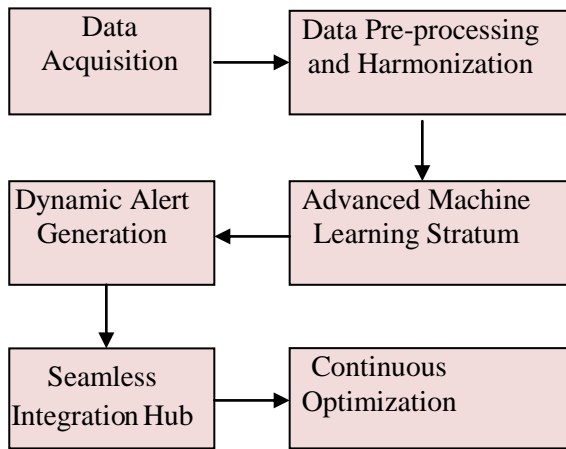 Data
Acquisition
Data Pre-processing
and Harmonization
Dynamic Alert
Generation
Advanced Machine
Learning Stratum
Seamless
Integration Hub
Continuous
Optimization